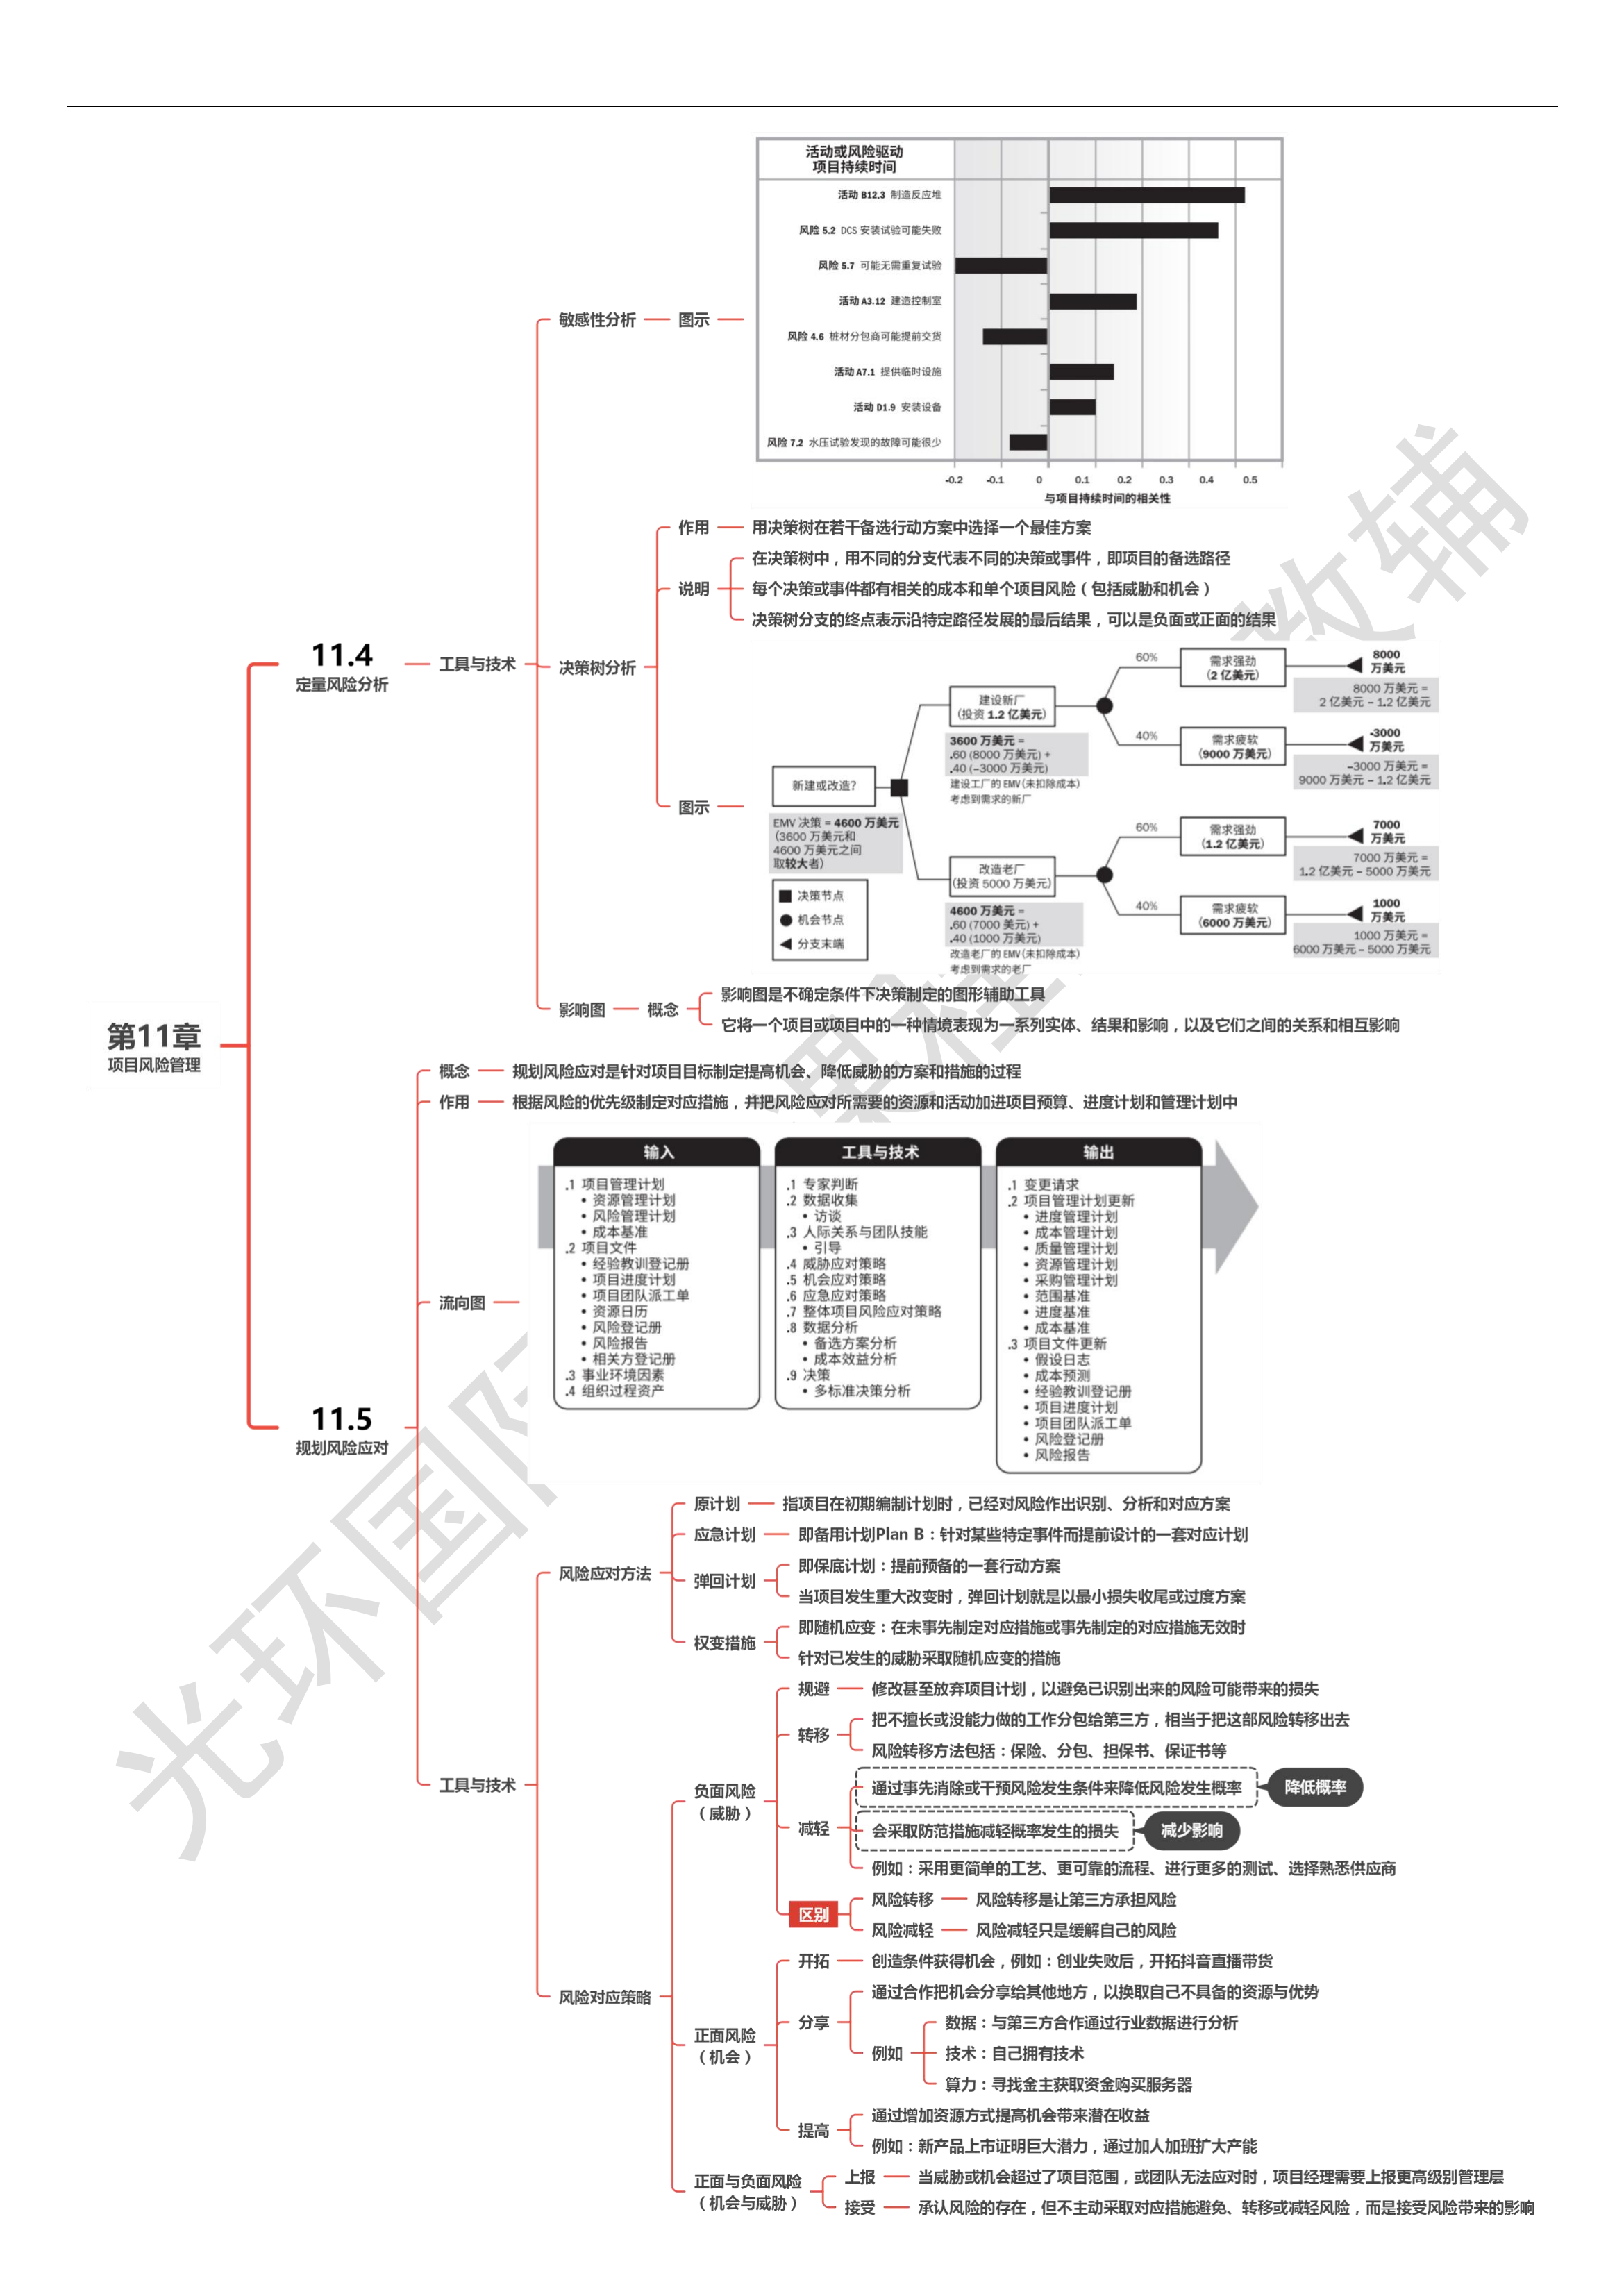 活动或风险驱动
项目持续时间
活动 B12.3 制造反应堆
风险 5.2 DCS 安装试验可能失败
风险 5.7 可能无需重复试验
活动 A3.12 建造控制室
风险 4.6 桩材分包商可能提前交货
活动 A7.1 提供临时设施
活动 D1.9 安装设备
风险 7.2 水压试验发现的故障可能很少
-0.2 -0.1 0 0.1 0.2 0.3 0.4 0.5
与项目持续时间的相关性
敏感性分析 图示
作用 用决策树在若干备选行动方案中选择一个最佳方案
在决策树中，用不同的分支代表不同的决策或事件，即项目的备选路径
说明 每个决策或事件都有相关的成本和单个项目风险（包括威胁和机会）
决策树分支的终点表示沿特定路径发展的最后结果，可以是负面或正面的结果
11.4
定量风险分析
工具与技术
决策树分析
图示
新建或改造？
EMV 决策 = 4600 万美元
（3600 万美元和
4600 万美元之间
取较大者）
决策节点
机会节点
分支末端
建设新厂
（投资 1.2 亿美元）
3600 万美元 =
.60 (8000 万美元) +
.40 (−3000 万美元)
建设工厂的 EMV（未扣除成本）
考虑到需求的新厂
改造老厂
（投资 5000 万美元）
4600 万美元 =
.60 (7000 美元) +
.40 (1000 万美元)
改造老厂的 EMV（未扣除成本）
考虑到需求的老厂
60%
需求强劲
（2 亿美元）
8000
万美元
8000 万美元 =
2 亿美元 − 1.2 亿美元
40%
需求疲软
（9000 万美元）
-3000
万美元
−3000 万美元 =
9000 万美元 − 1.2 亿美元
60%
需求强劲
（1.2 亿美元）
7000
万美元
7000 万美元 =
1.2 亿美元 − 5000 万美元
40%
需求疲软
（6000 万美元）
1000
万美元
1000 万美元 =
6000 万美元 − 5000 万美元
影响图 概念
影响图是不确定条件下决策制定的图形辅助工具
它将一个项目或项目中的一种情境表现为一系列实体、结果和影响，以及它们之间的关系和相互影响
第11章
项目风险管理
概念 规划风险应对是针对项目目标制定提高机会、降低威胁的方案和措施的过程
作用 根据风险的优先级制定对应措施，并把风险应对所需要的资源和活动加进项目预算、进度计划和管理计划中
流向图
输入
.1 项目管理计划
• 资源管理计划
• 风险管理计划
• 成本基准
.2 项目文件
• 经验教训登记册
• 项目进度计划
• 项目团队派工单
• 资源日历
• 风险登记册
• 风险报告
• 相关方登记册
.3 事业环境因素
.4 组织过程资产
工具与技术
.1 专家判断
.2 数据收集
• 访谈
.3 人际关系与团队技能
• 引导
.4 威胁应对策略
.5 机会应对策略
.6 应急应对策略
.7 整体项目风险应对策略
.8 数据分析
• 备选方案分析
• 成本效益分析
.9 决策
• 多标准决策分析
输出
.1 变更请求
.2 项目管理计划更新
• 进度管理计划
• 成本管理计划
• 质量管理计划
• 资源管理计划
• 采购管理计划
• 范围基准
• 进度基准
• 成本基准
.3 项目文件更新
• 假设日志
• 成本预测
• 经验教训登记册
• 项目进度计划
• 项目团队派工单
• 风险登记册
• 风险报告
11.5
规划风险应对
工具与技术
风险应对方法
原计划 指项目在初期编制计划时，已经对风险作出识别、分析和对应方案
应急计划 即备用计划Plan B：针对某些特定事件而提前设计的一套对应计划
弹回计划
即保底计划：提前预备的一套行动方案
当项目发生重大改变时，弹回计划就是以最小损失收尾或过度方案
权变措施
即随机应变：在未事先制定对应措施或事先制定的对应措施无效时
针对已发生的威胁采取随机应变的措施
风险对应策略
负面风险
（威胁）
规避 修改甚至放弃项目计划，以避免已识别出来的风险可能带来的损失
转移
把不擅长或没能力做的工作分包给第三方，相当于把这部风险转移出去
风险转移方法包括：保险、分包、担保书、保证书等
减轻
通过事先消除或干预风险发生条件来降低风险发生概率 降低概率
会采取防范措施减轻概率发生的损失 减少影响
例如：采用更简单的工艺、更可靠的流程、进行更多的测试、选择熟悉供应商
区别
风险转移 风险转移是让第三方承担风险
风险减轻 风险减轻只是缓解自己的风险
正面风险
（机会）
开拓 创造条件获得机会，例如：创业失败后，开拓抖音直播带货
分享
通过合作把机会分享给其他地方，以换取自己不具备的资源与优势
例如
数据：与第三方合作通过行业数据进行分析
技术：自己拥有技术
算力：寻找金主获取资金购买服务器
提高
通过增加资源方式提高机会带来潜在收益
例如：新产品上市证明巨大潜力，通过加人加班扩大产能
正面与负面风险
（机会与威胁）
上报 当威胁或机会超过了项目范围，或团队无法应对时，项目经理需要上报更高级别管理层
接受 承认风险的存在，但不主动采取对应措施避免、转移或减轻风险，而是接受风险带来的影响